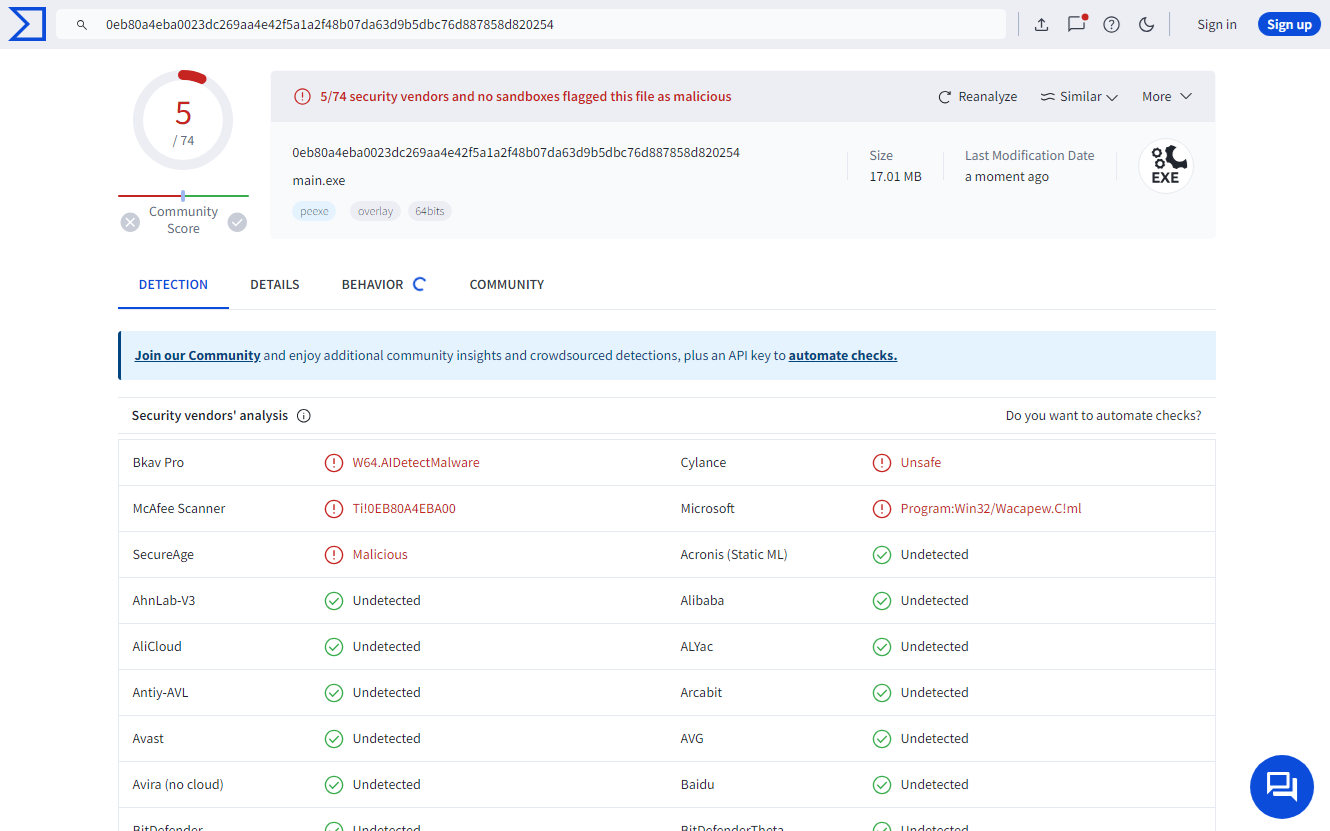 0eb80a4eba0023dc269aa4e42f5a1a2f48b07da63d9b5dbc76d887858d820254
Sign in
Sign up
5
/ 74
Community
Score
5/74 security vendors and no sandboxes flagged this file as malicious
Reanalyze
Similar
More
0eb80a4eba0023dc269aa4e42f5a1a2f48b07da63d9b5dbc76d887858d820254
main.exe
peexe
overlay
64bits
Size
17.01 MB
Last Modification Date
a moment ago
EXE
DETECTION
DETAILS
BEHAVIOR
COMMUNITY
Join our Community and enjoy additional community insights and crowdsourced detections, plus an API key to automate checks.
Security vendors' analysis
Do you want to automate checks?
Bkav Pro
W64.AIDetectMalware
Cylance
Unsafe
McAfee Scanner
Ti!0EB80A4EBA00
Microsoft
Program:Win32/Wacapew.C!ml
SecureAge
Malicious
Acronis (Static ML)
Undetected
AhnLab-V3
Undetected
Alibaba
Undetected
AliCloud
Undetected
ALYac
Undetected
Antiy-AVL
Undetected
Arcabit
Undetected
Avast
Undetected
AVG
Undetected
Avira (no cloud)
Undetected
Baidu
Undetected
BitDefender
Undetected
BitDefenderTheta
Undetected